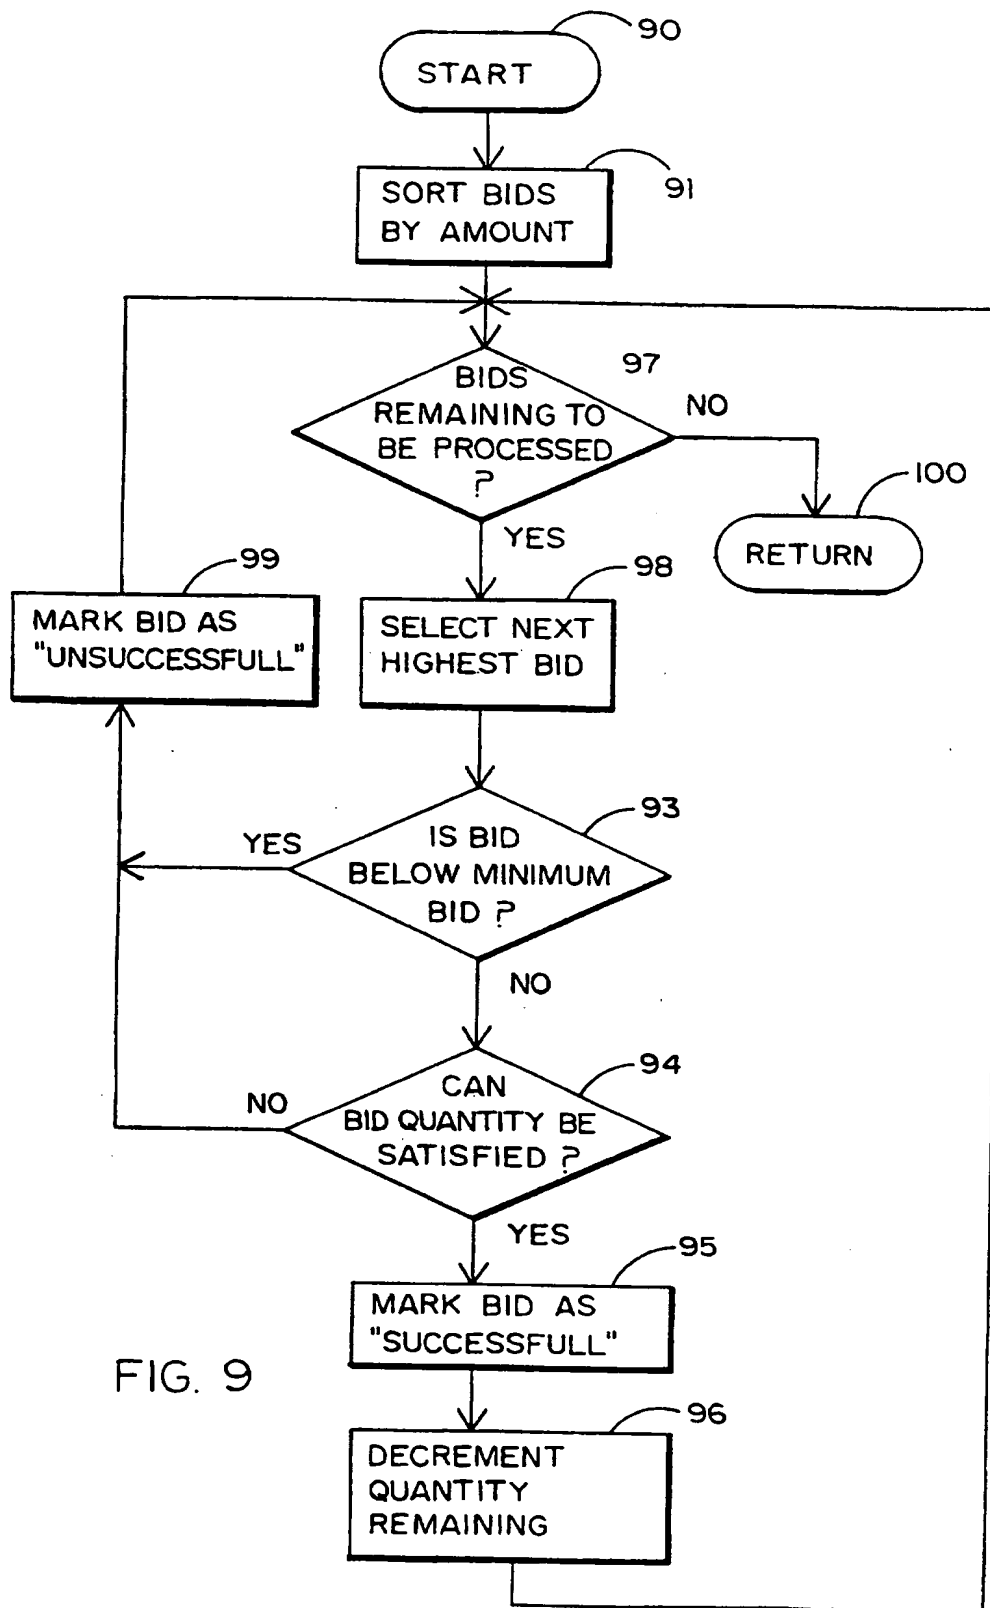 90
START
91
SORT BIDS
BY AMOUNT
97
BIDS
REMAINING TO
BE PROCESSED
?
NO
100
RETURN
YES
99
MARK BID AS
"UNSUCCESSFULL"
98
SELECT NEXT
HIGHEST BID
93
YES
IS BID
BELOW MINIMUM
BID ?
NO
94
NO
CAN
BID QUANTITY BE
SATISFIED ?
YES
95
MARK BID AS
"SUCCESSFULL"
FIG. 9
96
DECREMENT
QUANTITY
REMAINING